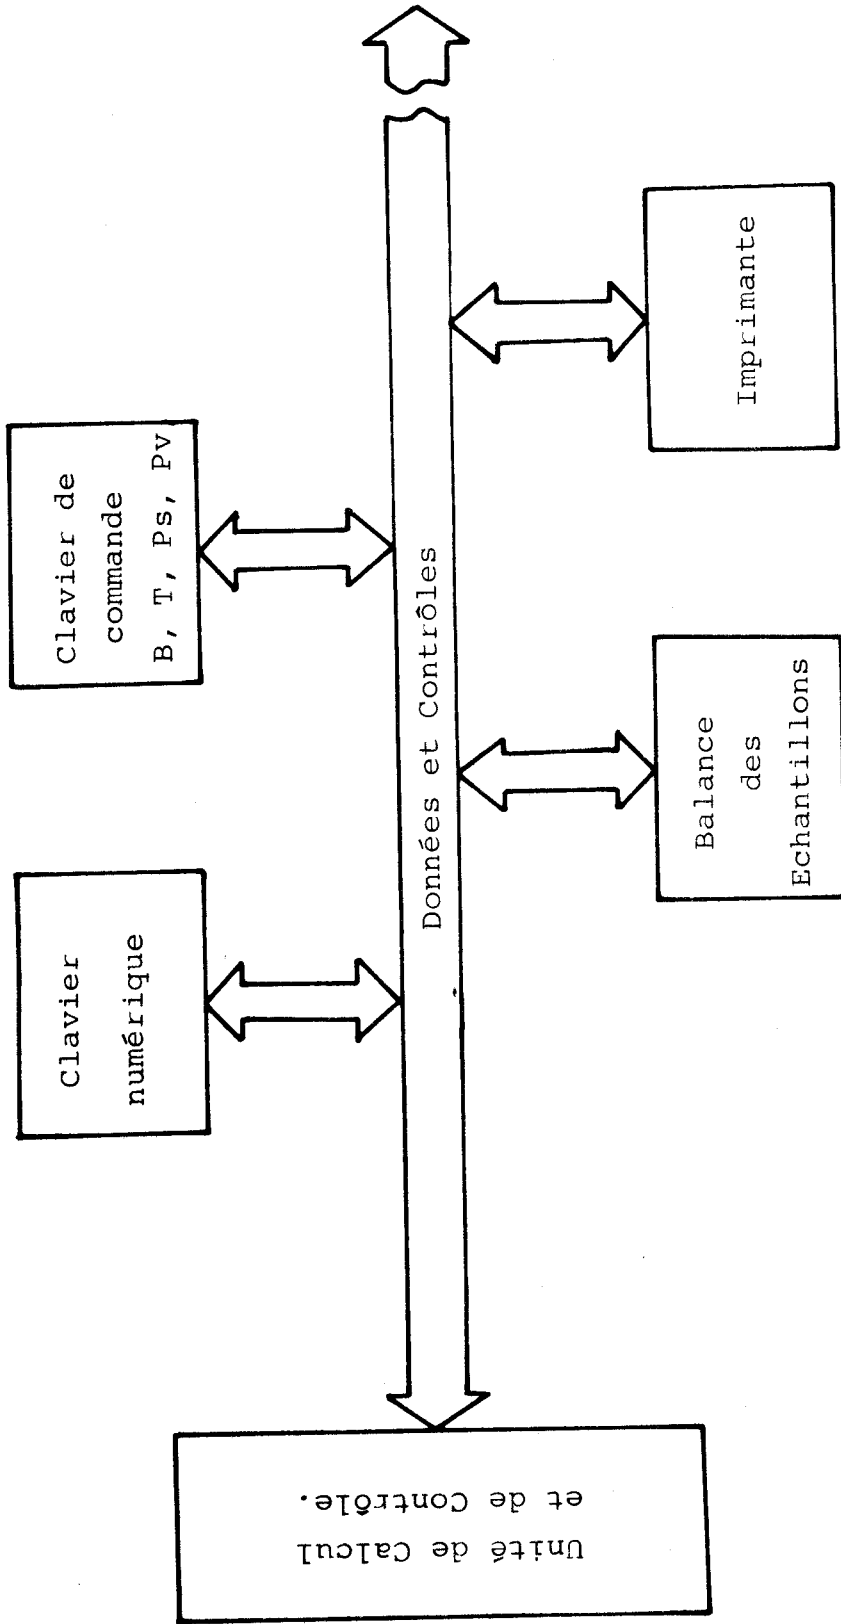 Clavier de
commande
B, T, Ps, Pv
Clavier
numérique
Données et Contrôles
Imprimante
Balance
des
Echantillons
Unité de Calcul
et de Contrôle.